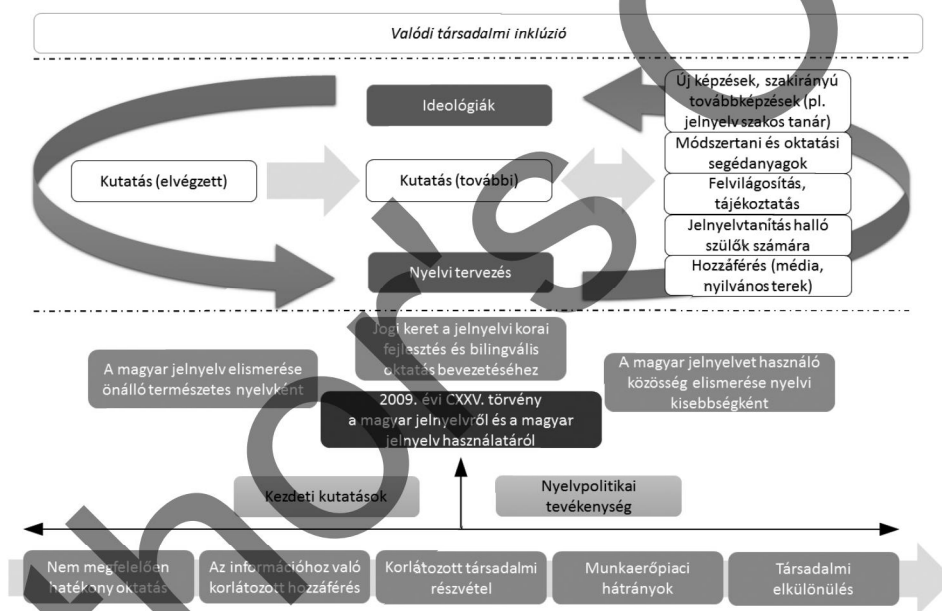 Valódi társadalmi inklúzió
Ideológiák
Új képzések, szakirányú
továbbképzések (pl.
jelnyelv szakos tanár)
Módszertani és oktatási
segédanyagok
Kutatás (elvégzett)
Kutatás (további)
Felvilágosítás,
tájékoztatás
Jelnyelvtanítás halló
szülők számára
Nyelvi tervezés
Hozzáférés (média,
nyilvános terek)
A magyar jelnyelv elismerése
önálló természetes nyelvként
Jogi keret a jelnyelvi korai
fejlesztés és bilingvális
oktatás bevezetéséhez
A magyar jelnyelvet használó
közösség elismerése nyelvi
kisebbségként
2009. évi CXXV. törvény
a magyar jelnyelvről és a magyar
jelnyelv használatáról
Kezdeti kutatások
Nyelvpolitikai
tevékenység
Nem megfelelően
hatékony oktatás
Az információhoz való
korlátozott hozzáférés
Korlátozott társadalmi
részvétel
Munkaerőpiaci
hátrányok
Társadalmi
elkülönülés
thor's